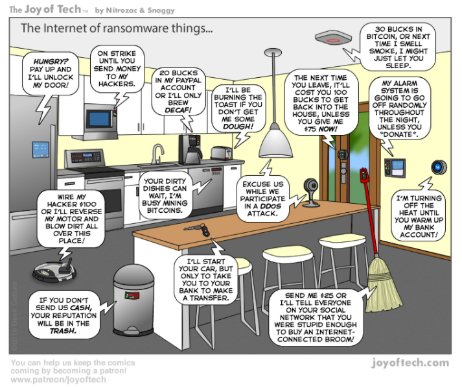 The Joy of Tech™ by Nitrozac & Snaggy
The Internet of ransomware things...
HUNGRY?
PAY UP AND
I'LL UNLOCK
MY DOOR!
ON STRIKE
UNTIL YOU
SEND MONEY
TO MY
HACKERS.
20 BUCKS
IN MY PAYPAL
ACCOUNT
OR I'LL ONLY
BREW
DECAF!
I'LL BE
BURNING THE
TOAST IF YOU
DON'T GET
ME SOME
DOUGH!
THE NEXT TIME
YOU LEAVE, IT'LL
COST YOU 100
BUCKS TO GET
BACK INTO THE
HOUSE, UNLESS
YOU GIVE ME
$75 NOW!
30 BUCKS IN
BITCOIN, OR NEXT
TIME I SMELL
SMOKE, I MIGHT
JUST LET YOU
SLEEP.
MY ALARM
SYSTEM IS
GOING TO GO
OFF RANDOMLY
THROUGHOUT
THE NIGHT,
UNLESS YOU
"DONATE".
WIRE MY
HACKER $100
OR I'LL REVERSE
MY MOTOR AND
BLOW DIRT ALL
OVER THIS
PLACE!
YOUR DIRTY
DISHES CAN
WAIT, I'M
BUSY MINING
BITCOINS.
EXCUSE US
WHILE WE
PARTICIPATE
IN A DDOS
ATTACK.
I'M TURNING
OFF THE
HEAT UNTIL
YOU WARM UP
MY BANK
ACCOUNT!
IF YOU DON'T
SEND US CASH,
YOUR
REPUTATION
WILL BE IN THE
TRASH.
I'LL START
YOUR CAR, BUT
ONLY TO TAKE
YOU TO YOUR
BANK TO MAKE
A TRANSFER.
SEND ME $25 OR
I'LL TELL EVERYONE
ON YOUR SOCIAL
NETWORK THAT YOU
WERE STUPID ENOUGH
TO BUY AN INTERNET-
CONNECTED BROOM!
You can help us keep the comics
coming by becoming a patron!
www.patreon/joyoftech
joyoftech.com